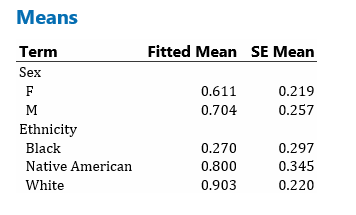 Means
Term Fitted Mean SE Mean
Sex
F 0.611 0.219
M 0.704 0.257
Ethnicity
Black 0.270 0.297
Native American 0.800 0.345
White 0.903 0.220